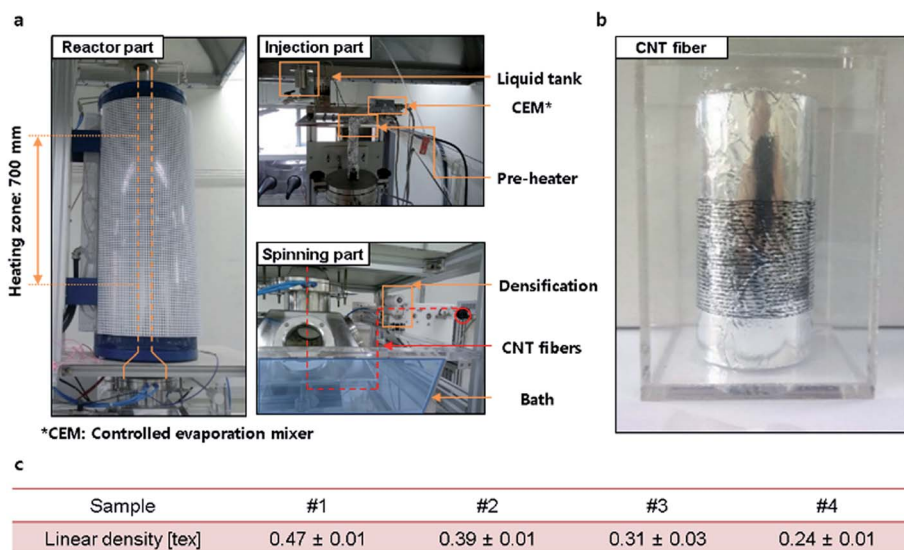 a
Reactor part
Heating zone: 700 mm
Injection part
Liquid tank
CEM*
Pre-heater
Spinning part
Densification
CNT fibers
Bath
*CEM: Controlled evaporation mixer
b
CNT fiber
c
Sample #1 #2 #3 #4
Linear density [tex] 0.47 ± 0.01 0.39 ± 0.01 0.31 ± 0.03 0.24 ± 0.01